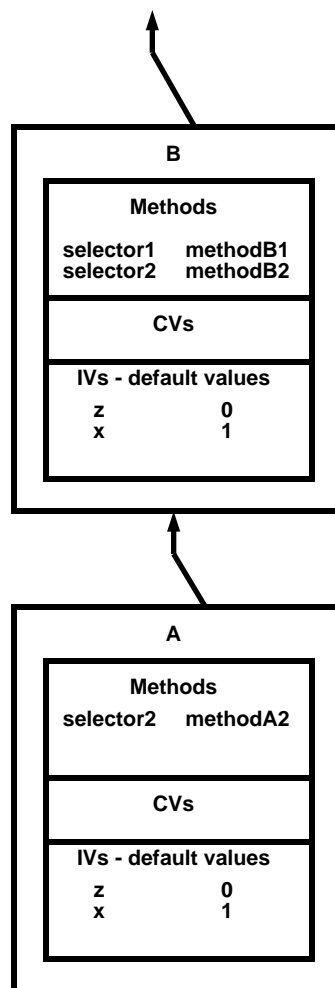 B
Methods
selector1 methodB1
selector2 methodB2
CVs
IVs - default values
z 0
x 1
A
Methods
selector2 methodA2
CVs
IVs - default values
z 0
x 1